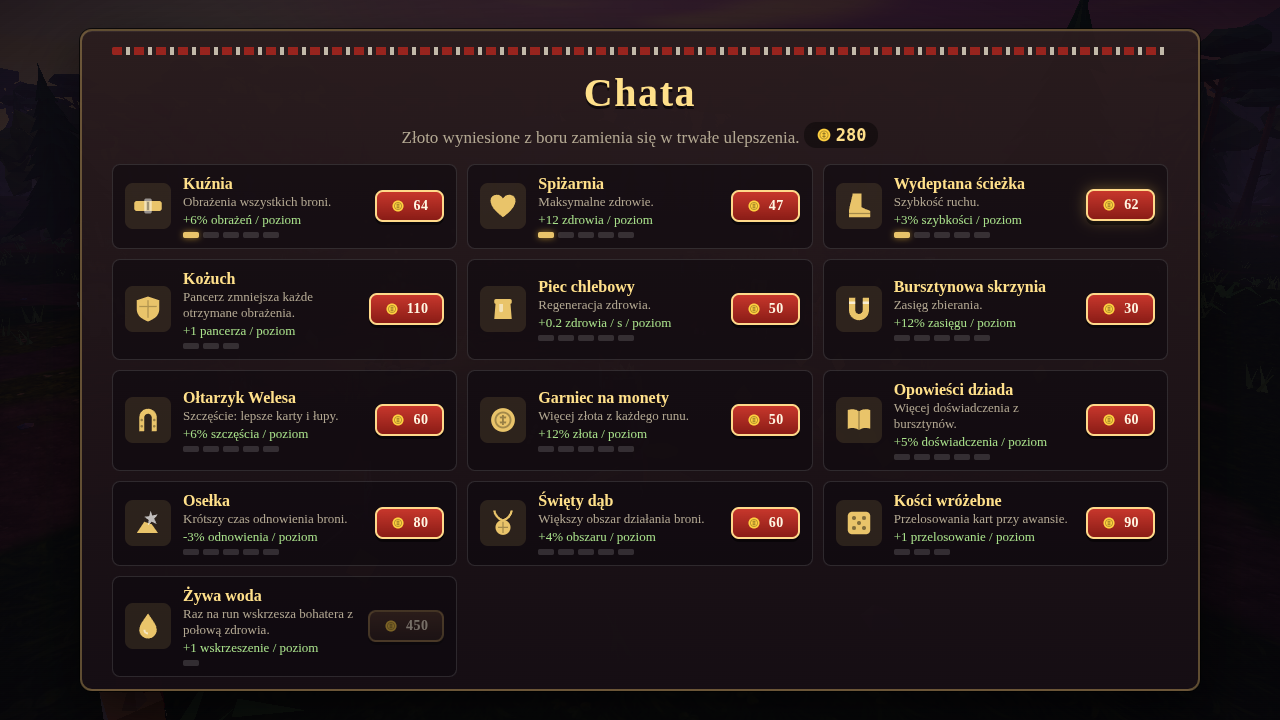 Chata
Złoto wyniesione z boru zamienia się w trwałe ulepszenia. 280
Kuźnia
Obrażenia wszystkich broni.
+6% obrażeń / poziom
64
Spiżarnia
Maksymalne zdrowie.
+12 zdrowia / poziom
47
Wydeptana ścieżka
Szybkość ruchu.
+3% szybkości / poziom
62
Kożuch
Pancerz zmniejsza każde
otrzymane obrażenia.
+1 pancerza / poziom
110
Piec chlebowy
Regeneracja zdrowia.
+0.2 zdrowia / s / poziom
50
Bursztynowa skrzynia
Zasięg zbierania.
+12% zasięgu / poziom
30
Ołtarzyk Welesa
Szczęście: lepsze karty i łupy.
+6% szczęścia / poziom
60
Garniec na monety
Więcej złota z każdego runu.
+12% złota / poziom
50
Opowieści dziada
Więcej doświadczenia z
bursztynów.
+5% doświadczenia / poziom
60
Osełka
Krótszy czas odnowienia broni.
-3% odnowienia / poziom
80
Święty dąb
Większy obszar działania broni.
+4% obszaru / poziom
60
Kości wróżebne
Przelosowania kart przy awansie.
+1 przelosowanie / poziom
90
Żywa woda
Raz na run wskrzesza bohatera z
połową zdrowia.
+1 wskrzeszenie / poziom
450